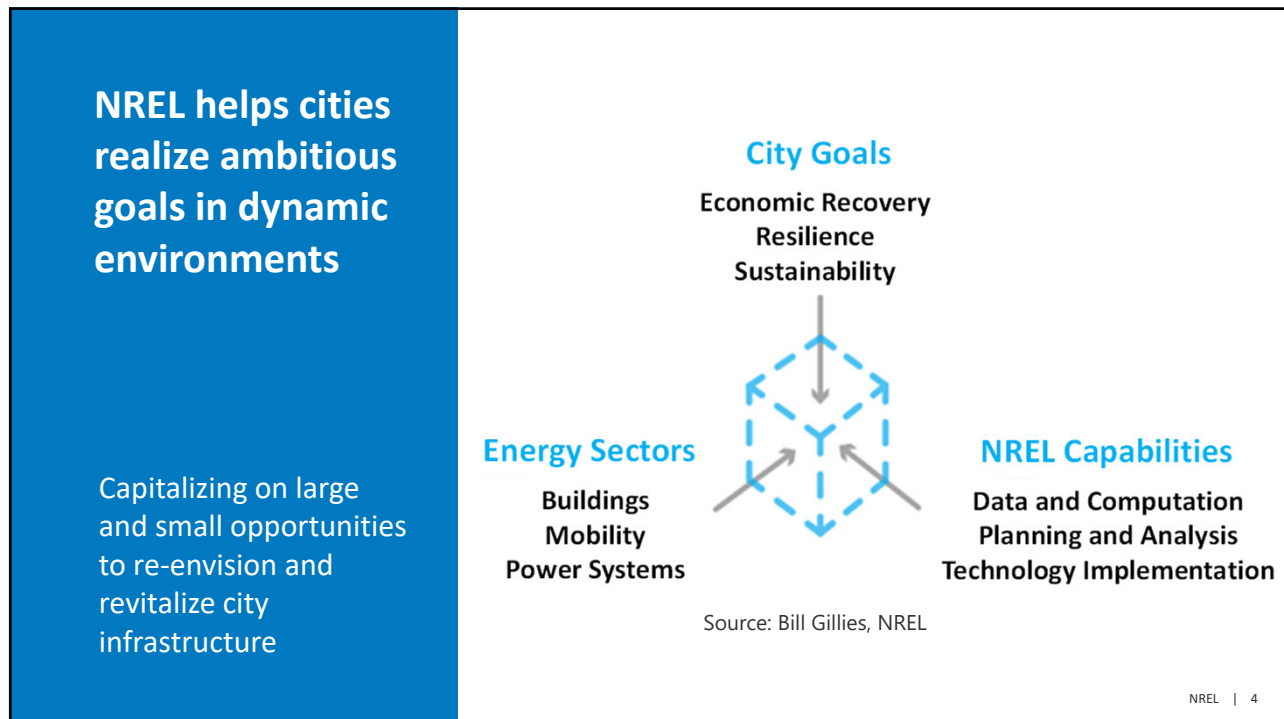 NREL helps cities
realize ambitious
goals in dynamic
environments
Capitalizing on large
and small opportunities
to re-envision and
revitalize city
infrastructure
City Goals
Economic Recovery
Resilience
Sustainability
Energy Sectors
Buildings
Mobility
Power Systems
NREL Capabilities
Data and Computation
Planning and Analysis
Technology Implementation
Source: Bill Gillies, NREL
NREL | 4